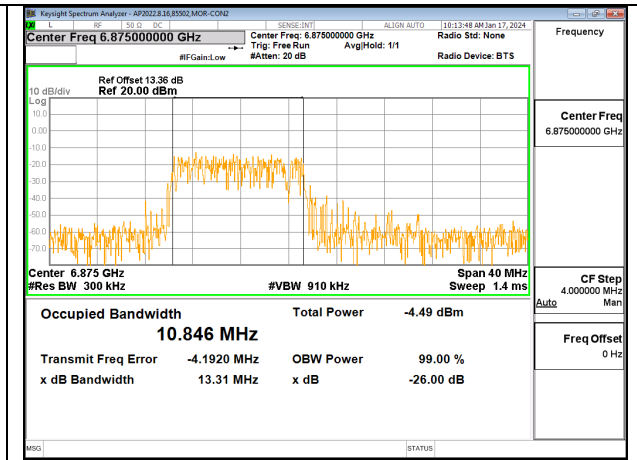 Keysight Spectrum Analyzer - AP2022.8.16,85502,MOR-CON2
L RF 50 Ω DC SENSE:INT ALIGN AUTO 10:13:48 AM Jan 17, 2024
Center Freq 6.875000000 GHz
Center Freq: 6.875000000 GHz Radio Std: None
Trig: Free Run Avg|Hold: 1/1
#IFGain:Low #Atten: 20 dB Radio Device: BTS
Frequency
Ref Offset 13.36 dB
10 dB/div Ref 20.00 dBm
Log
10.0
0.00
-10.0
-20.0
-30.0
-40.0
-50.0
-60.0
-70.0
Center 6.875 GHz Span 40 MHz
#Res BW 300 kHz #VBW 910 kHz Sweep 1.4 ms
Center Freq
6.875000000 GHz
CF Step
4.000000 MHz
Auto Man
Freq Offset
0 Hz
Occupied Bandwidth Total Power -4.49 dBm
10.846 MHz
Transmit Freq Error -4.1920 MHz OBW Power 99.00 %
x dB Bandwidth 13.31 MHz x dB -26.00 dB
MSG STATUS